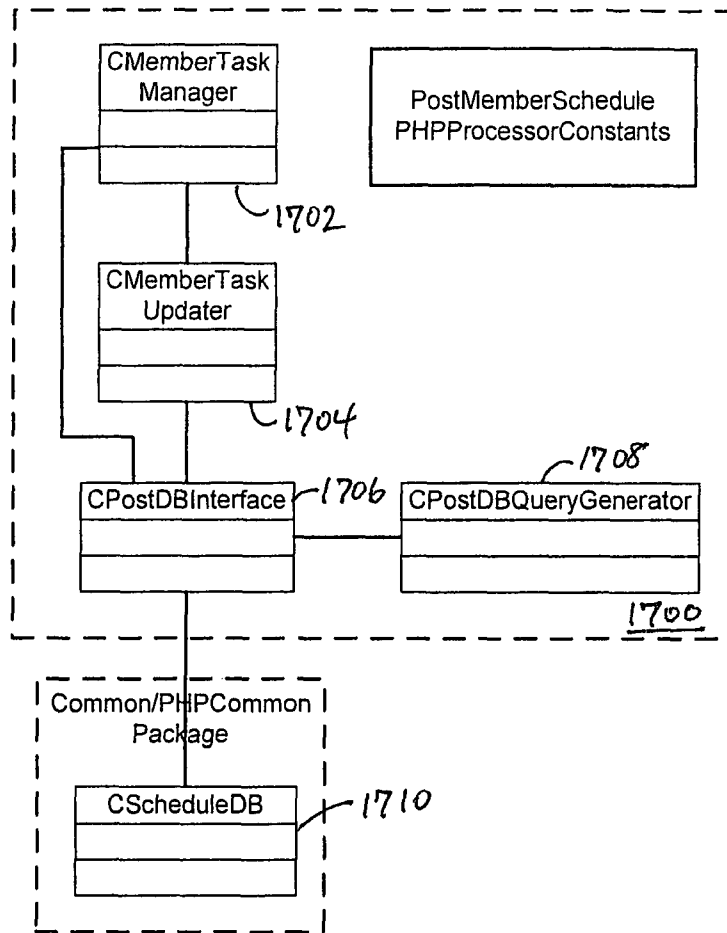 CMemberTask
Manager
PostMemberSchedule
PHPProcessorConstants
1702
CMemberTask
Updater
1704
CPostDBInterface
1706
1708
CPostDBQueryGenerator
1700
Common/PHPCommon
Package
CScheduleDB
1710